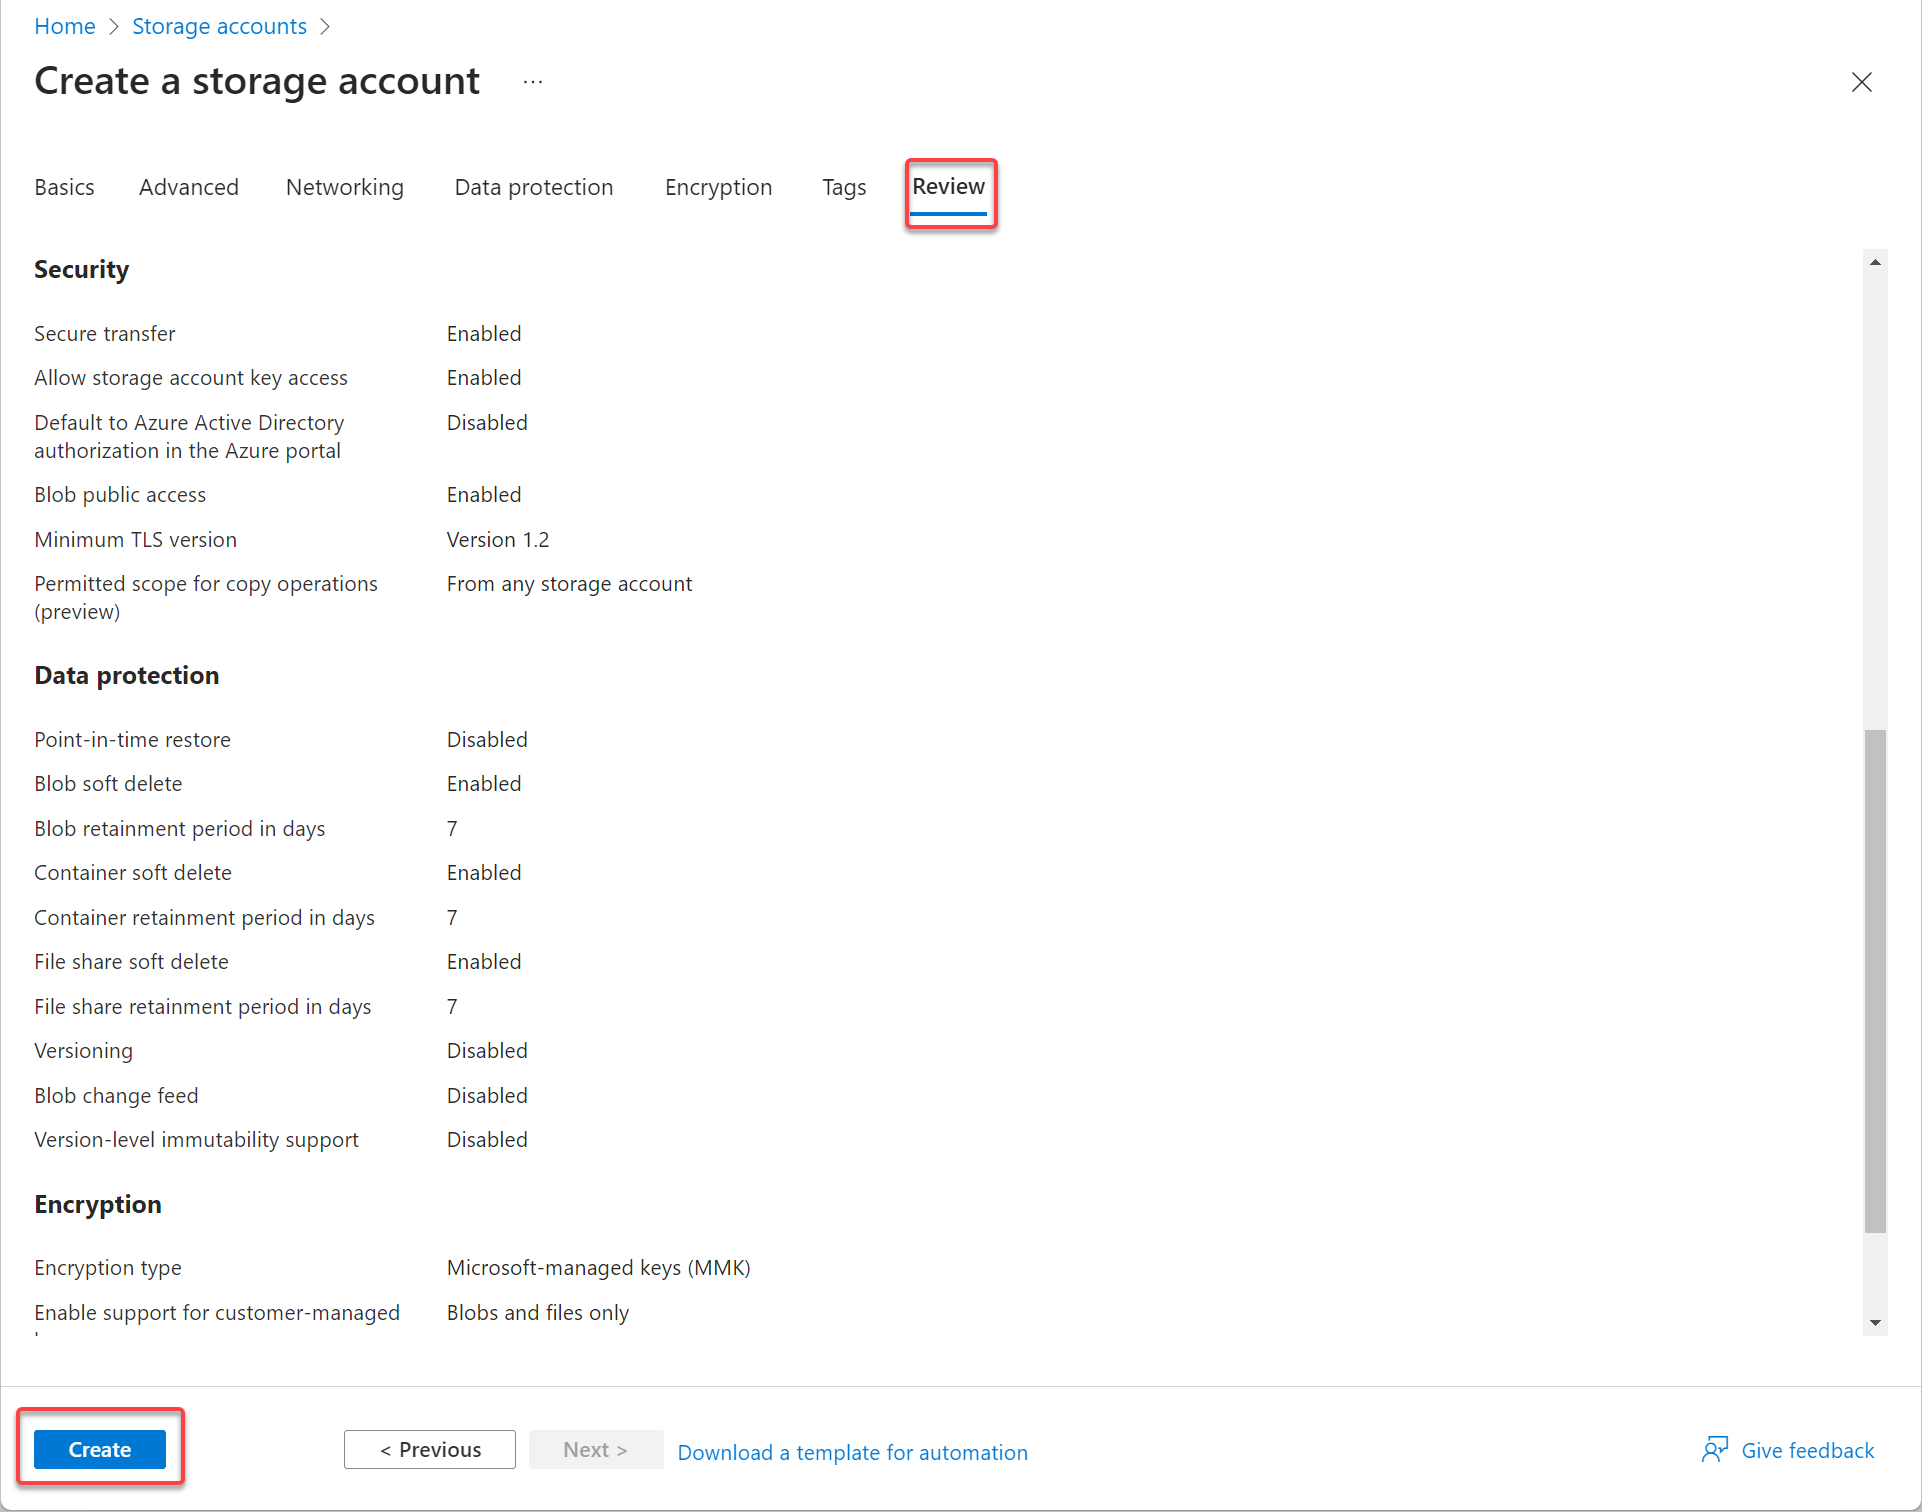 Home > Storage accounts >
Create a storage account ...
Basics Advanced Networking Data protection Encryption Tags Review
Security
Secure transfer Enabled
Allow storage account key access Enabled
Default to Azure Active Directory Disabled
authorization in the Azure portal
Blob public access Enabled
Minimum TLS version Version 1.2
Permitted scope for copy operations From any storage account
(preview)
Data protection
Point-in-time restore Disabled
Blob soft delete Enabled
Blob retainment period in days 7
Container soft delete Enabled
Container retainment period in days 7
File share soft delete Enabled
File share retainment period in days 7
Versioning Disabled
Blob change feed Disabled
Version-level immutability support Disabled
Encryption
Encryption type Microsoft-managed keys (MMK)
Enable support for customer-managed Blobs and files only
Create < Previous Next > Download a template for automation Give feedback